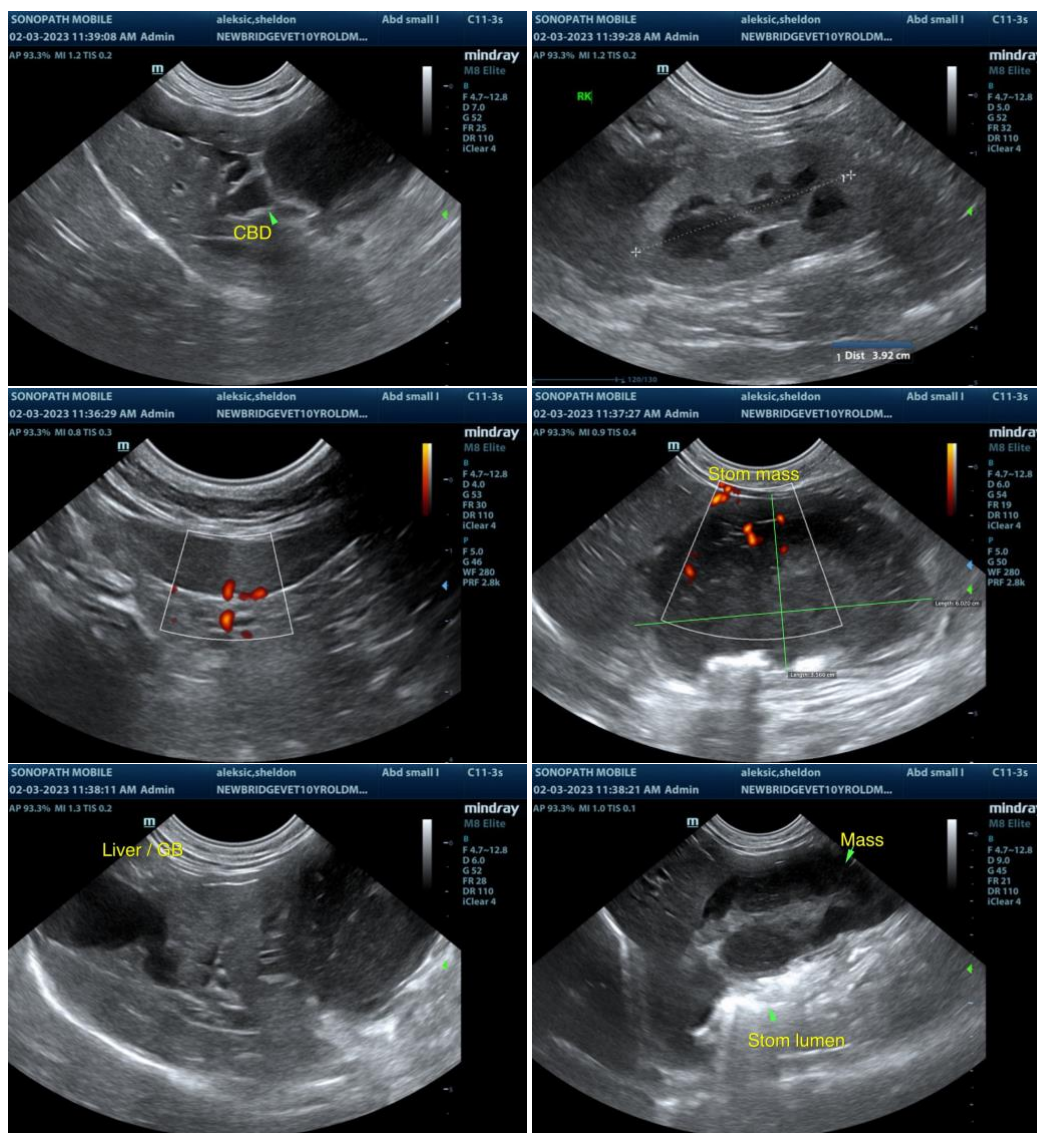 SONOPATH MOBILE aleksic,sheldon Abd small I C11-3s
02-03-2023 11:39:08 AM Admin NEWBRIDGEVET10YROLDM...
AP 93.3% MI 1.2 TIS 0.2
mindray
M8 Elite
m
B
F 4.7~12.8
D 7.0
G 52
FR 25
DR 110
iClear 4
CBD
SONOPATH MOBILE aleksic,sheldon Abd small I C11-3s
02-03-2023 11:39:28 AM Admin NEWBRIDGEVET10YROLDM...
AP 93.3% MI 1.2 TIS 0.2
mindray
M8 Elite
m
B
F 4.7~12.8
D 5.0
G 52
FR 32
DR 110
iClear 4
RK
1
1 Dist 3.92 cm
120/130
SONOPATH MOBILE aleksic,sheldon Abd small I C11-3s
02-03-2023 11:36:29 AM Admin NEWBRIDGEVET10YROLDM...
AP 93.3% MI 0.8 TIS 0.3
mindray
M8 Elite
m
B
F 4.7~12.8
D 4.0
G 53
FR 30
DR 110
iClear 4
P
F 5.0
G 46
WF 280
PRF 2.8k
SONOPATH MOBILE aleksic,sheldon Abd small I C11-3s
02-03-2023 11:37:27 AM Admin NEWBRIDGEVET10YROLDM...
AP 93.3% MI 0.9 TIS 0.4
mindray
M8 Elite
m
B
F 4.7~12.8
D 6.0
G 54
FR 19
DR 110
iClear 4
P
F 5.0
G 50
WF 280
PRF 2.8k
Stom mass
Length: 6.020 cm
SONOPATH MOBILE aleksic,sheldon Abd small I C11-3s
02-03-2023 11:38:11 AM Admin NEWBRIDGEVET10YROLDM...
AP 93.3% MI 1.3 TIS 0.2
mindray
M8 Elite
m
B
F 4.7~12.8
D 6.0
G 52
FR 28
DR 110
iClear 4
Liver / GB
SONOPATH MOBILE aleksic,sheldon Abd small I C11-3s
02-03-2023 11:38:21 AM Admin NEWBRIDGEVET10YROLDM...
AP 93.3% MI 1.0 TIS 0.1
mindray
M8 Elite
m
B
F 4.7~12.8
D 9.0
G 45
FR 21
DR 110
iClear 4
Mass
Stom lumen